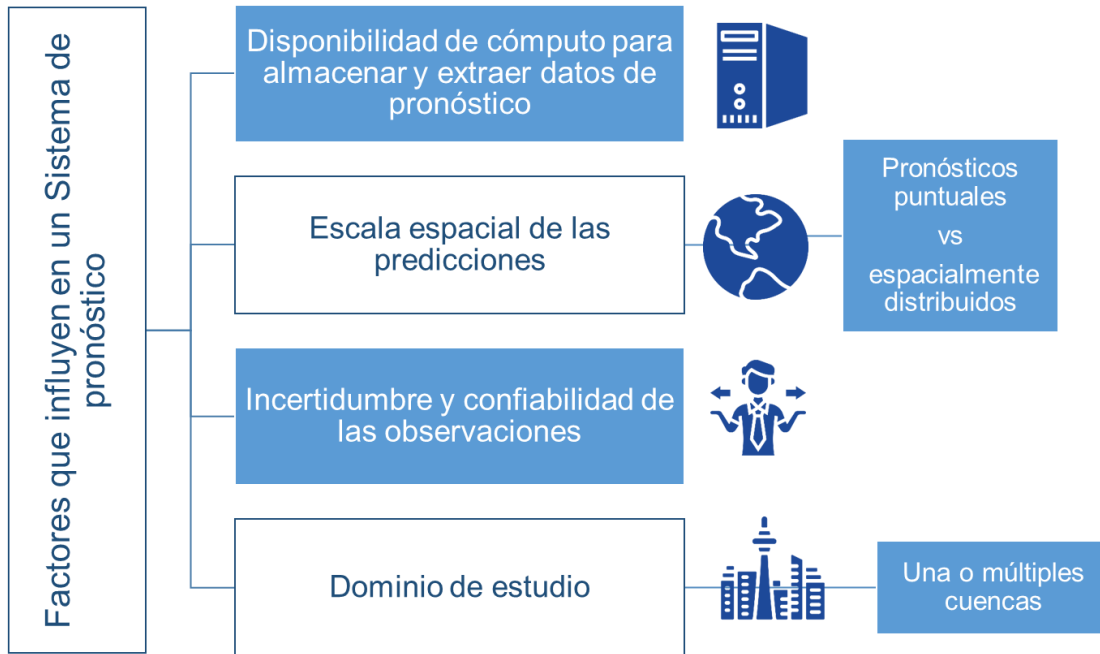 Factores que influyen en un Sistema de
pronóstico
Disponibilidad de cómputo para
almacenar y extraer datos de
pronóstico
Escala espacial de las
predicciones
Pronósticos
puntuales
vs
espacialmente
distribuidos
Incertidumbre y confiabilidad de
las observaciones
Dominio de estudio
Una o múltiples
cuencas